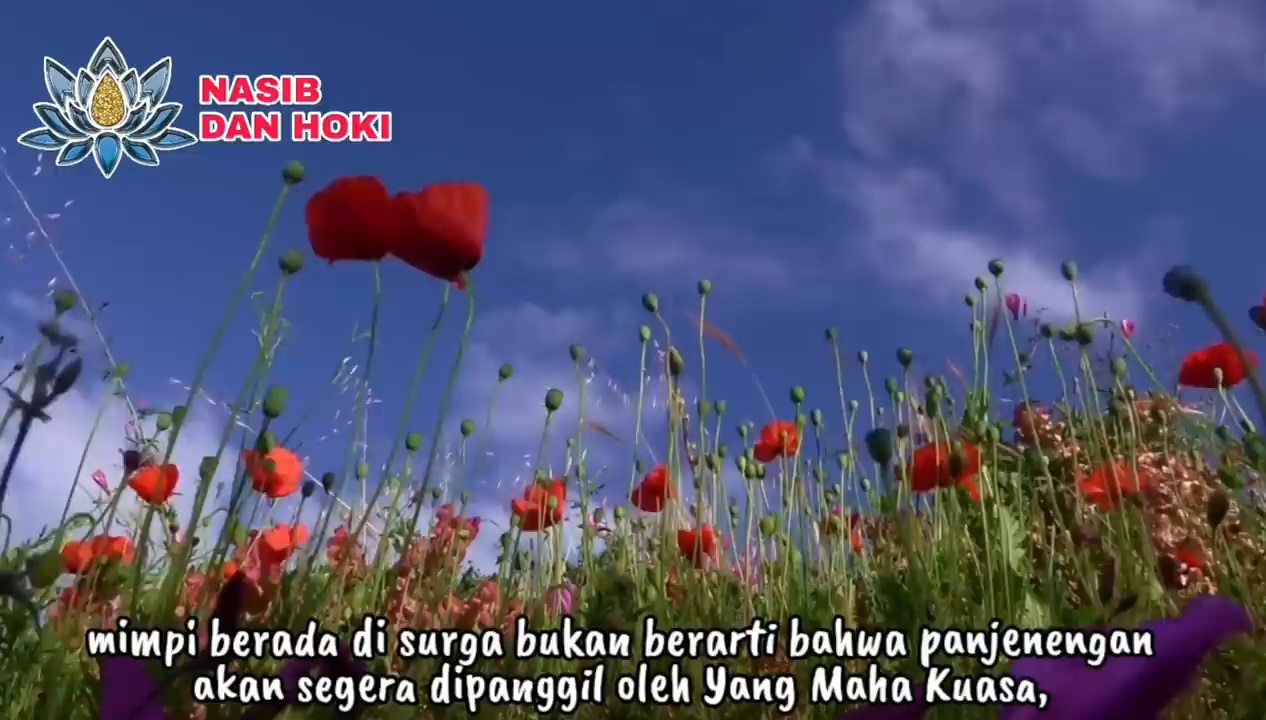 NASIB
DAN HOKI
mimpi berada di surga bukan berarti bahwa panjenengan
akan segera dipanggil oleh Yang Maha Kuasa,